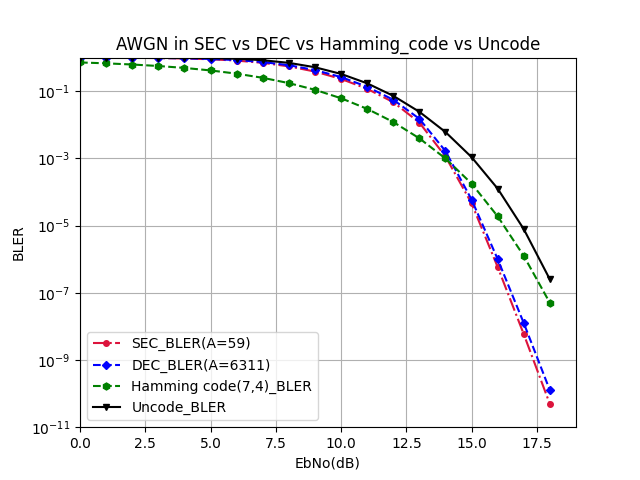 AWGN in SEC vs DEC vs Hamming_code vs Uncode
BLER
10⁻¹
10⁻³
10⁻⁵
10⁻⁷
10⁻⁹
10⁻¹¹
SEC_BLER(A=59)
DEC_BLER(A=6311)
Hamming code(7,4)_BLER
Uncode_BLER
0.0 2.5 5.0 7.5 10.0 12.5 15.0 17.5
EbNo(dB)